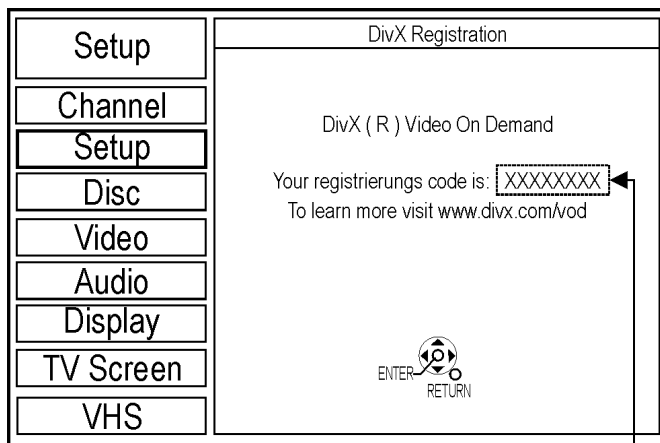 Setup
Channel
Setup
Disc
Video
Audio
Display
TV Screen
VHS
DivX Registration
DivX ( R ) Video On Demand
Your registrierungs code is: XXXXXXXX
To learn more visit www.divx.com/vod
ENTER
RETURN